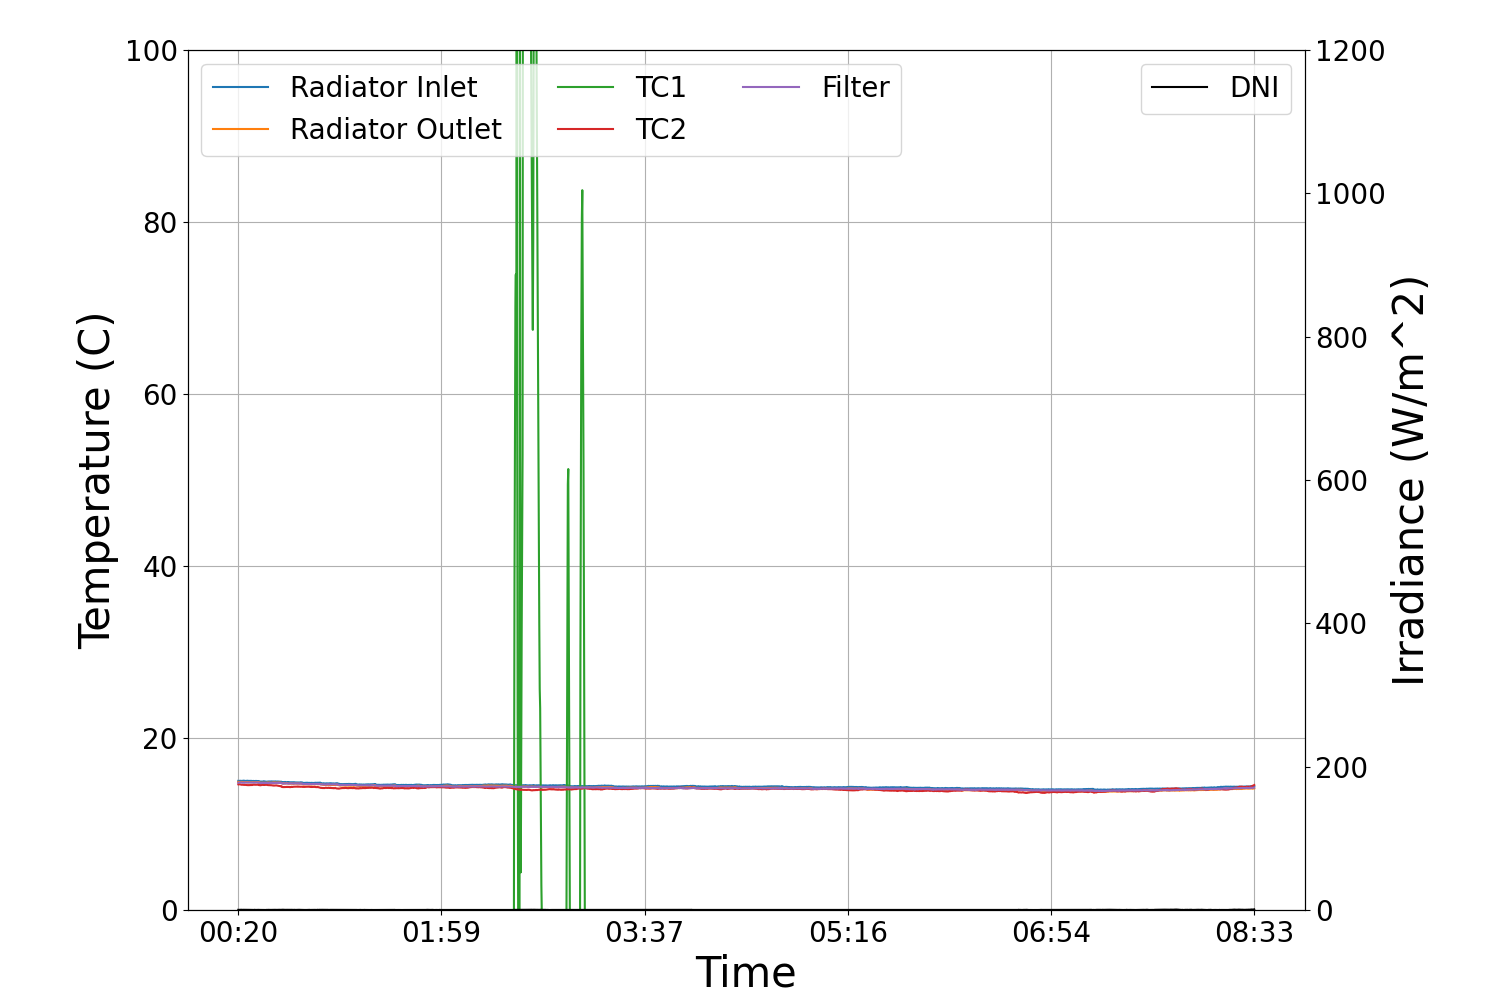 100
80
60
40
20
0
Temperature (C)
Radiator Inlet
Radiator Outlet
TC1
TC2
Filter
DNI
1200
1000
800
600
400
200
0
Irradiance (W/m^2)
00:20 01:59 03:37 05:16 06:54 08:33
Time